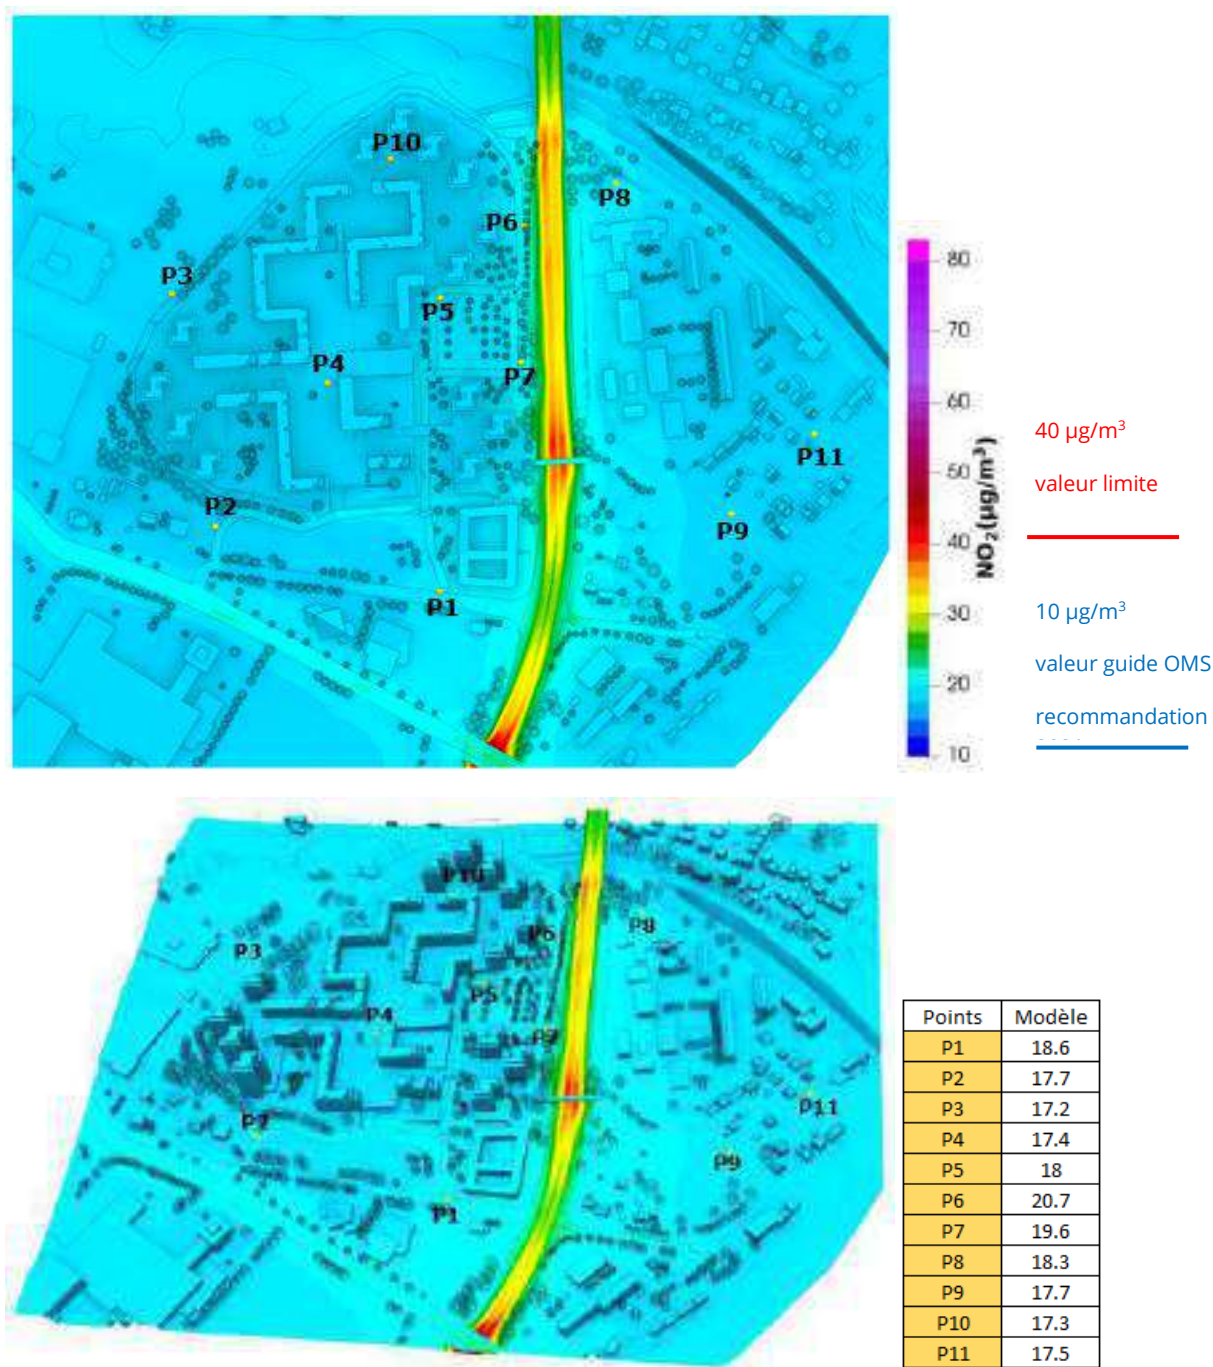 P10
P8
P6
P3
P5
P4
P7
P11
P2
P9
P1
80
70
60
50
40
30
20
10
NO₂(µg/m³)
40 µg/m³
valeur limite
10 µg/m³
valeur guide OMS
recommandation
P10
P8
P6
P3
P5
P4
P7
P11
P2
P9
P1
Points Modèle
P1 18.6
P2 17.7
P3 17.2
P4 17.4
P5 18
P6 20.7
P7 19.6
P8 18.3
P9 17.7
P10 17.3
P11 17.5